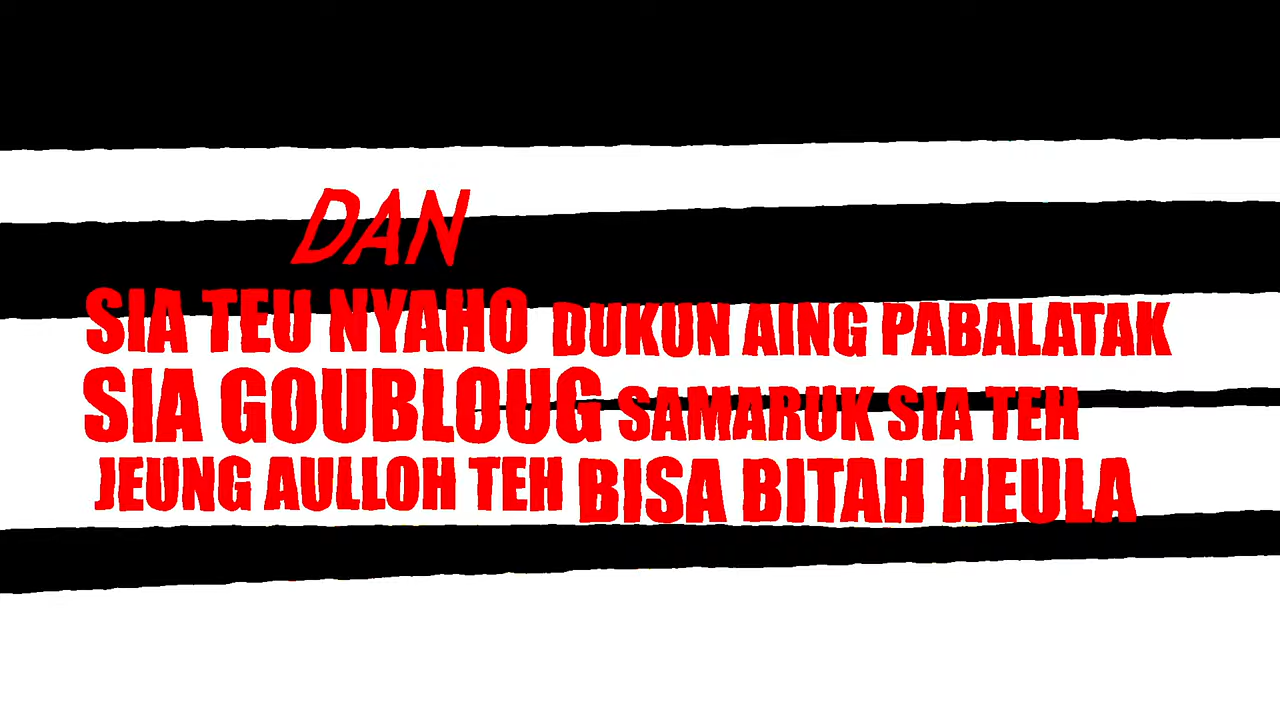 DAN
SIA TEU NYAHO DUKUN AING PABALATAK
SIA GOUBLOUG SAMARUK SIA TEH
JEUNG AULLOH TEH BISA BITAH HEULA